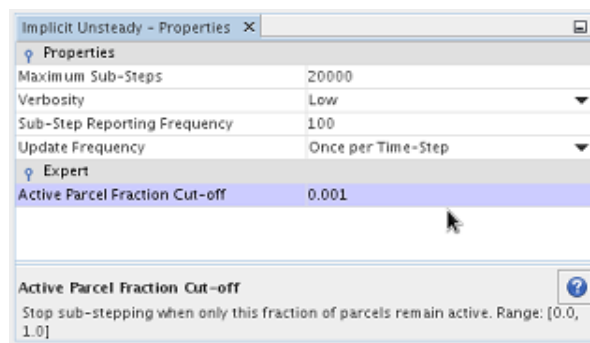 Implicit Unsteady - Properties
Properties
Maximum Sub-Steps 20000
Verbosity Low
Sub-Step Reporting Frequency 100
Update Frequency Once per Time-Step
Expert
Active Parcel Fraction Cut-off 0.001
Active Parcel Fraction Cut-off
Stop sub-stepping when only this fraction of parcels remain active. Range: [0.0,
1.0]